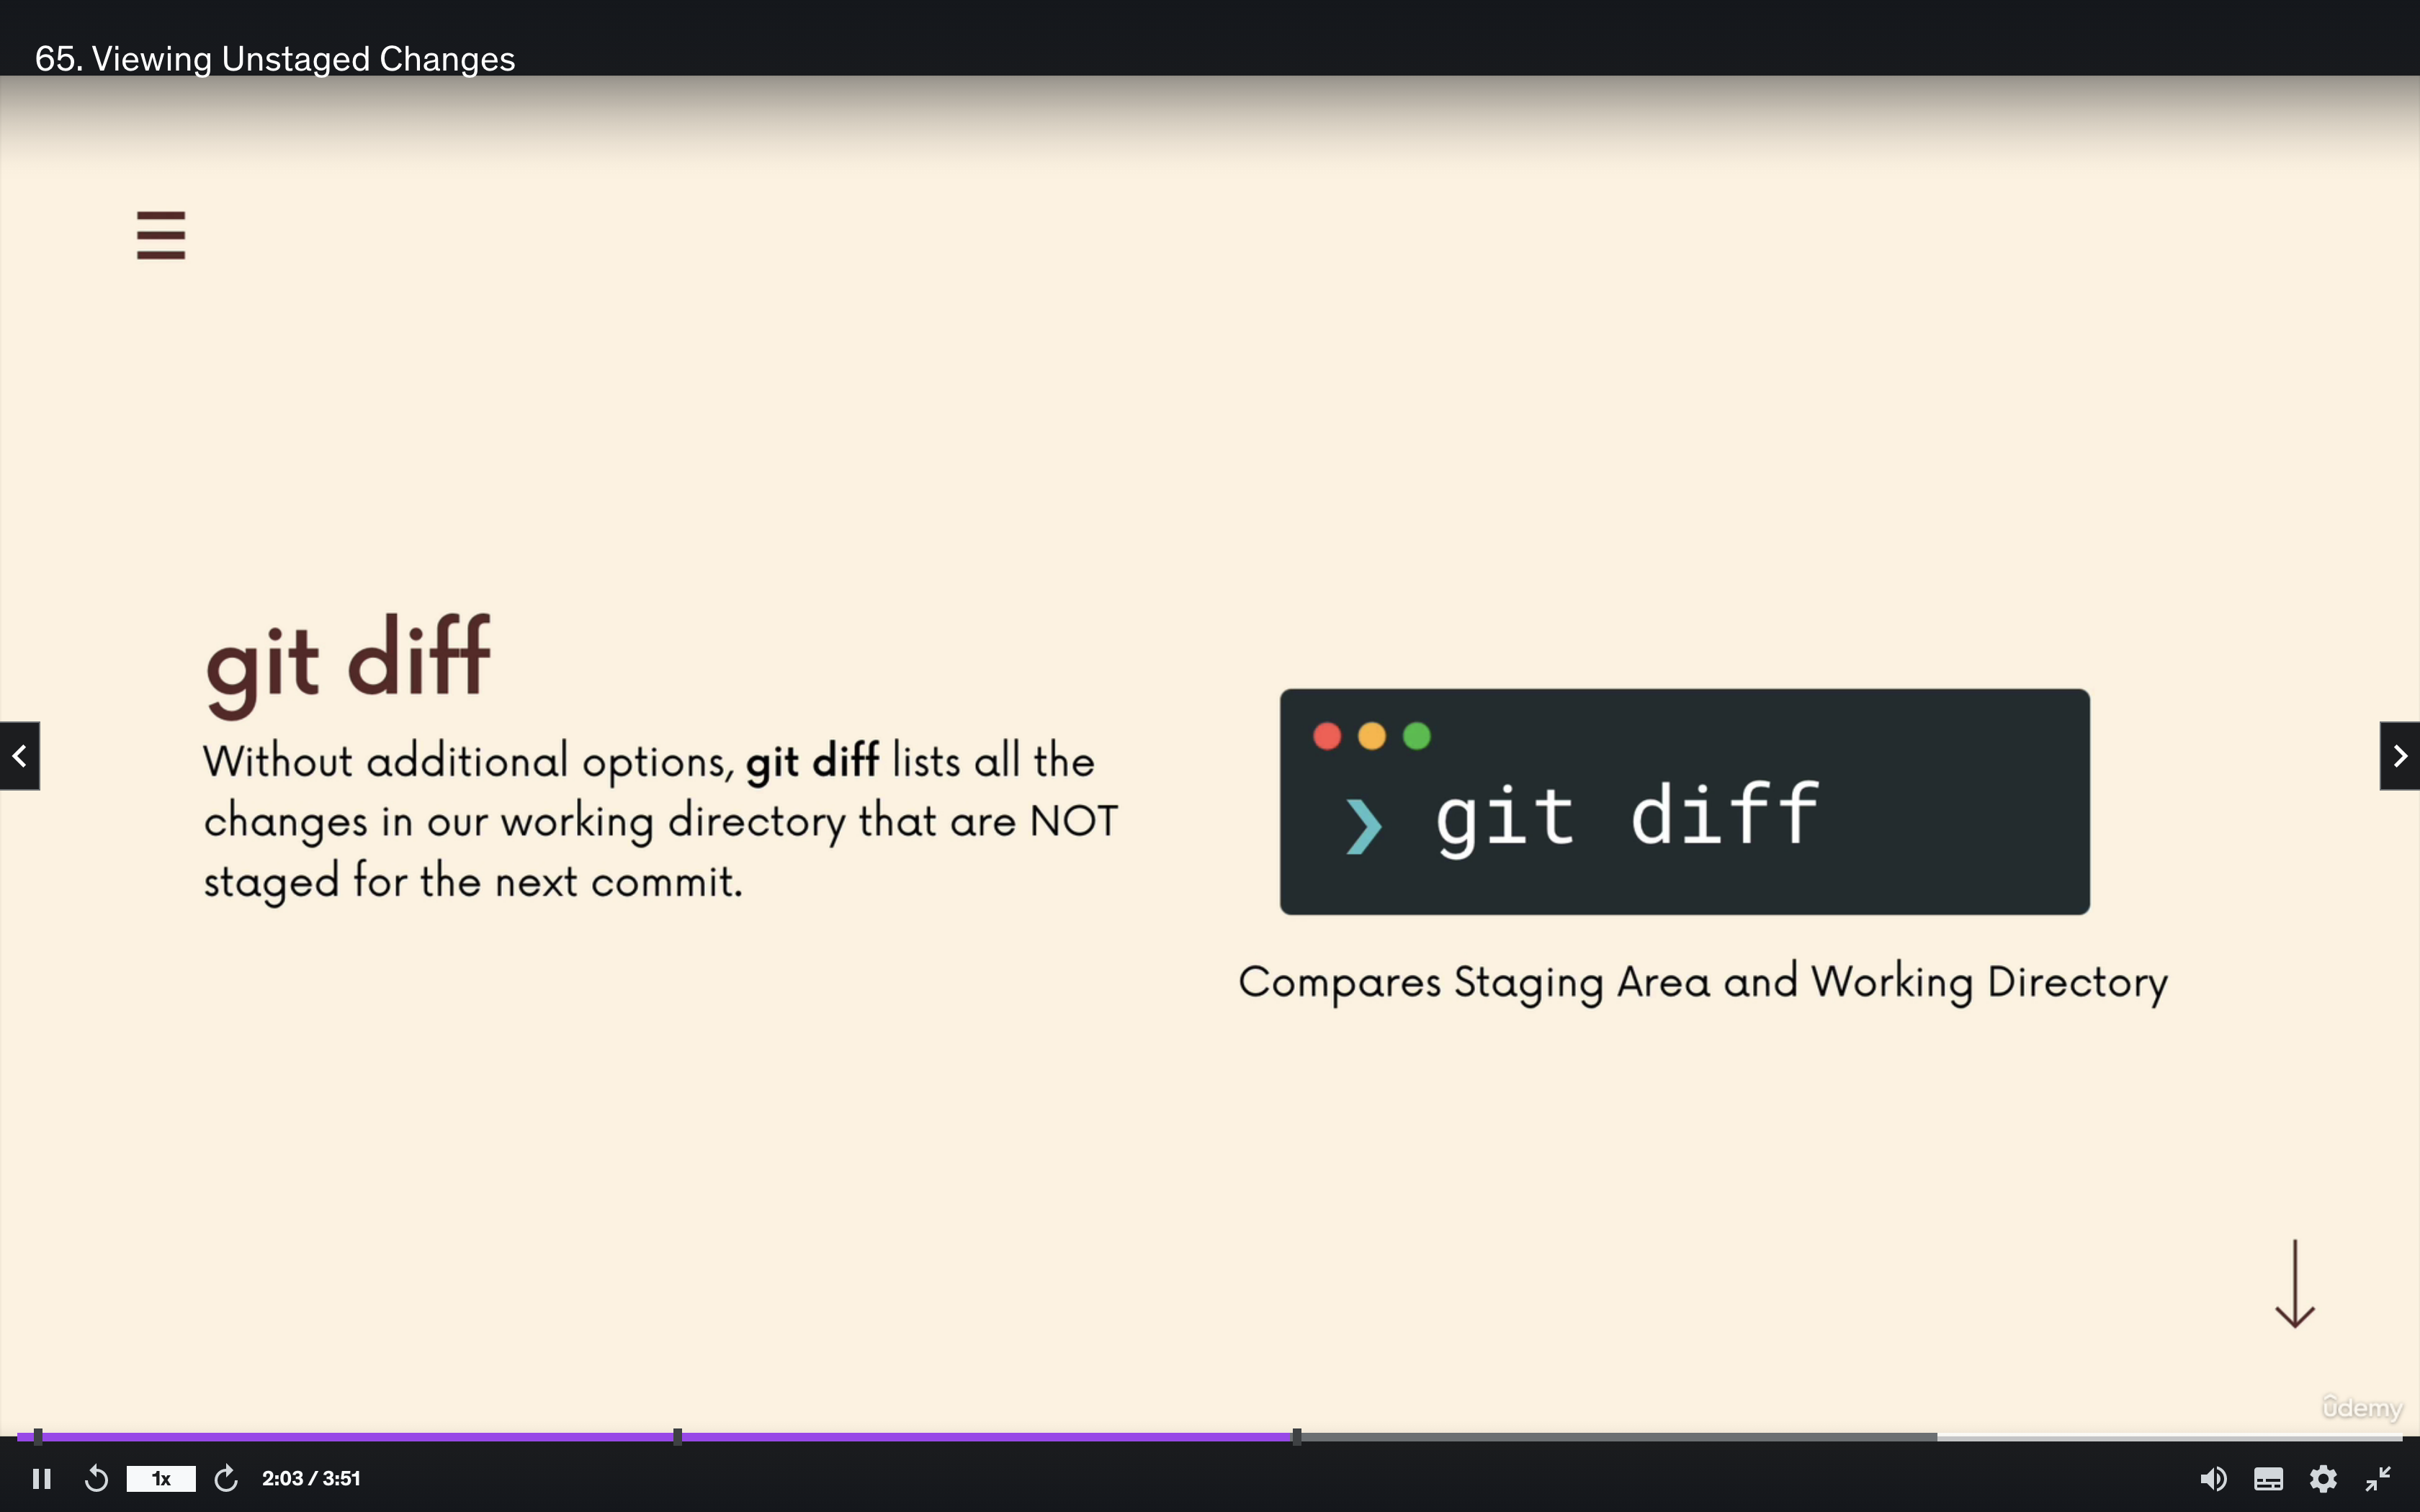 65. Viewing Unstaged Changes
git diff
Without additional options, git diff lists all the
changes in our working directory that are NOT
staged for the next commit.
❯ git diff
Compares Staging Area and Working Directory
ûdemy
1x
2:03 / 3:51